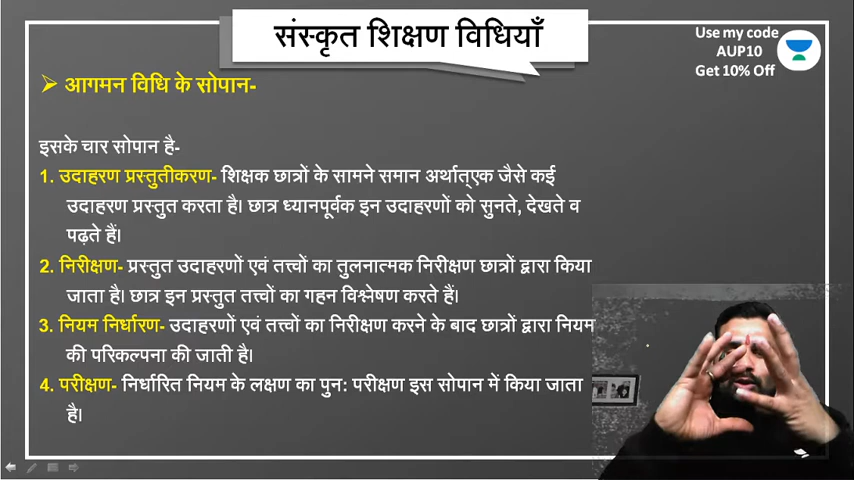 संस्कृत शिक्षण विधियाँ
Use my code
AUP10
Get 10% Off
आगमन विधि के सोपान-
इसके चार सोपान है-
1. उदाहरण प्रस्तुतीकरण- शिक्षक छात्रों के सामने समान अर्थात्एक जैसे कई
उदाहरण प्रस्तुत करता है। छात्र ध्यानपूर्वक इन उदाहरणों को सुनते, देखते व
पढ़ते हैं।
2. निरीक्षण- प्रस्तुत उदाहरणों एवं तत्त्वों का तुलनात्मक निरीक्षण छात्रों द्वारा किया
जाता है। छात्र इन प्रस्तुत तत्त्वों का गहन विश्लेषण करते हैं।
3. नियम निर्धारण- उदाहरणों एवं तत्त्वों का निरीक्षण करने के बाद छात्रों द्वारा नियम
की परिकल्पना की जाती है।
4. परीक्षण- निर्धारित नियम के लक्षण का पुन: परीक्षण इस सोपान में किया जाता
है।